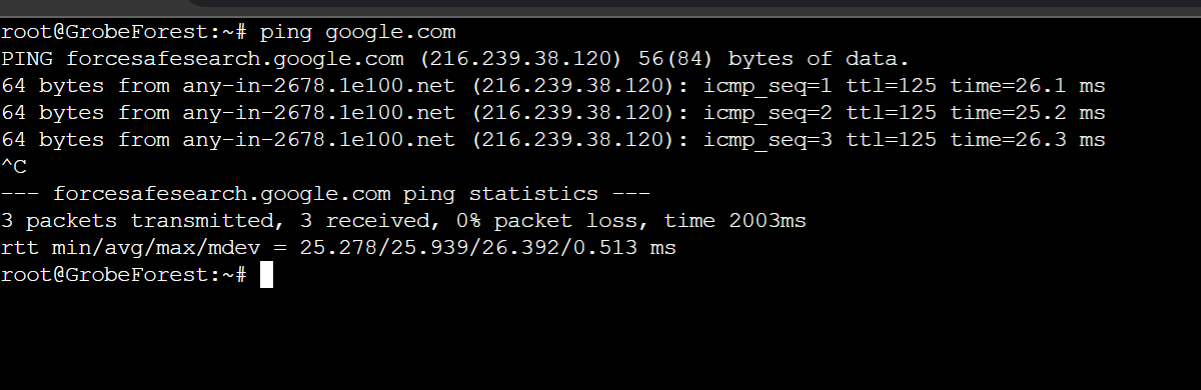 root@GrobeForest:~# ping google.com
PING forcesafesearch.google.com (216.239.38.120) 56(84) bytes of data.
64 bytes from any-in-2678.1e100.net (216.239.38.120): icmp_seq=1 ttl=125 time=26.1 ms
64 bytes from any-in-2678.1e100.net (216.239.38.120): icmp_seq=2 ttl=125 time=25.2 ms
64 bytes from any-in-2678.1e100.net (216.239.38.120): icmp_seq=3 ttl=125 time=26.3 ms
^C
--- forcesafesearch.google.com ping statistics ---
3 packets transmitted, 3 received, 0% packet loss, time 2003ms
rtt min/avg/max/mdev = 25.278/25.939/26.392/0.513 ms
root@GrobeForest:~#